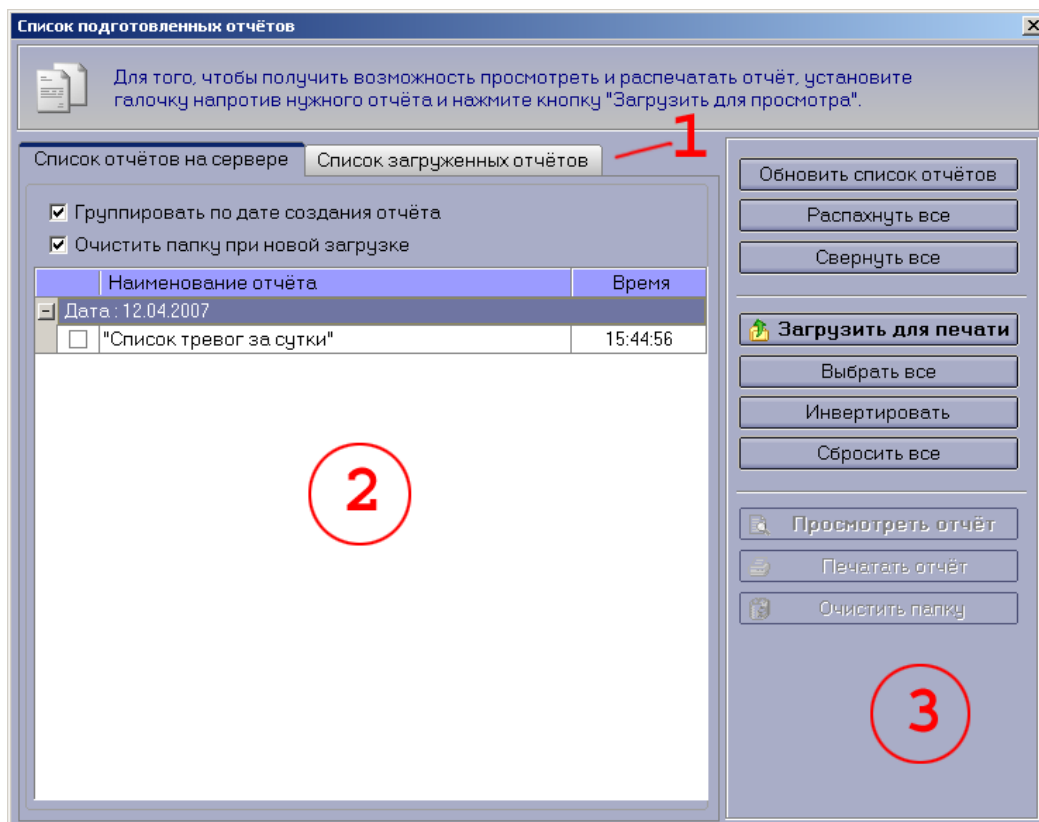 Список подготовленных отчётов
Для того, чтобы получить возможность просмотреть и распечатать отчёт, установите
галочку напротив нужного отчёта и нажмите кнопку "Загрузить для просмотра".
1
Список отчётов на сервере
Список загруженных отчётов
Группировать по дате создания отчёта
Очистить папку при новой загрузке
Наименование отчёта
Время
Дата : 12.04.2007
"Список тревог за сутки"
15:44:56
2
Обновить список отчётов
Распахнуть все
Свернуть все
Загрузить для печати
Выбрать все
Инвертировать
Сбросить все
Просмотреть отчёт
Печатать отчёт
Очистить папку
3